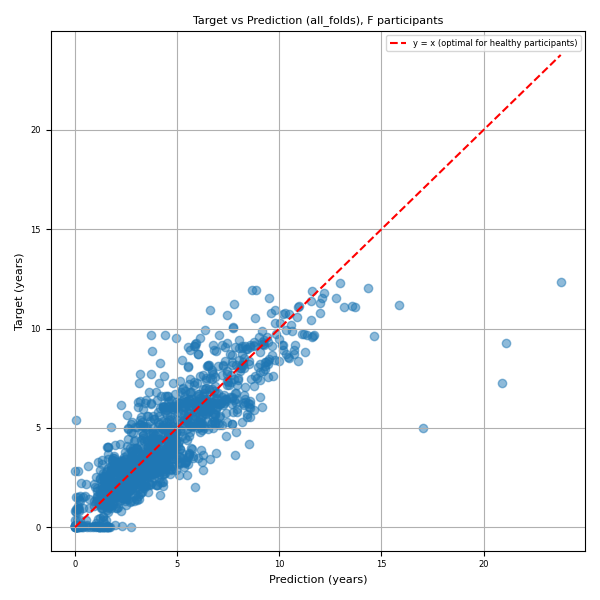 Target vs Prediction (all_folds), F participants
y = x (optimal for healthy participants)
Target (years)
20
15
10
5
0
0 5 10 15 20
Prediction (years)